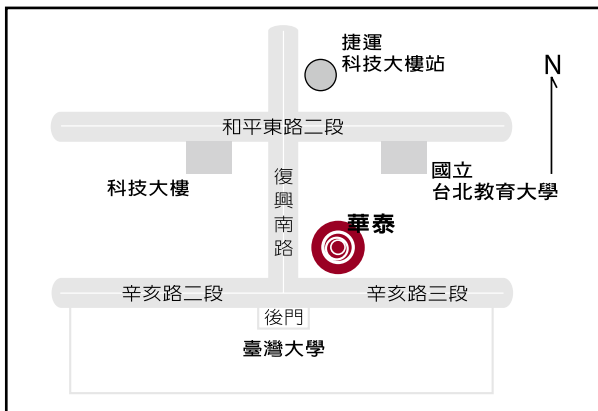 捷運
科技大樓站
N
和平東路二段
科技大樓
國立
台北教育大學
復興南路
華泰
辛亥路二段
辛亥路三段
後門
臺灣大學